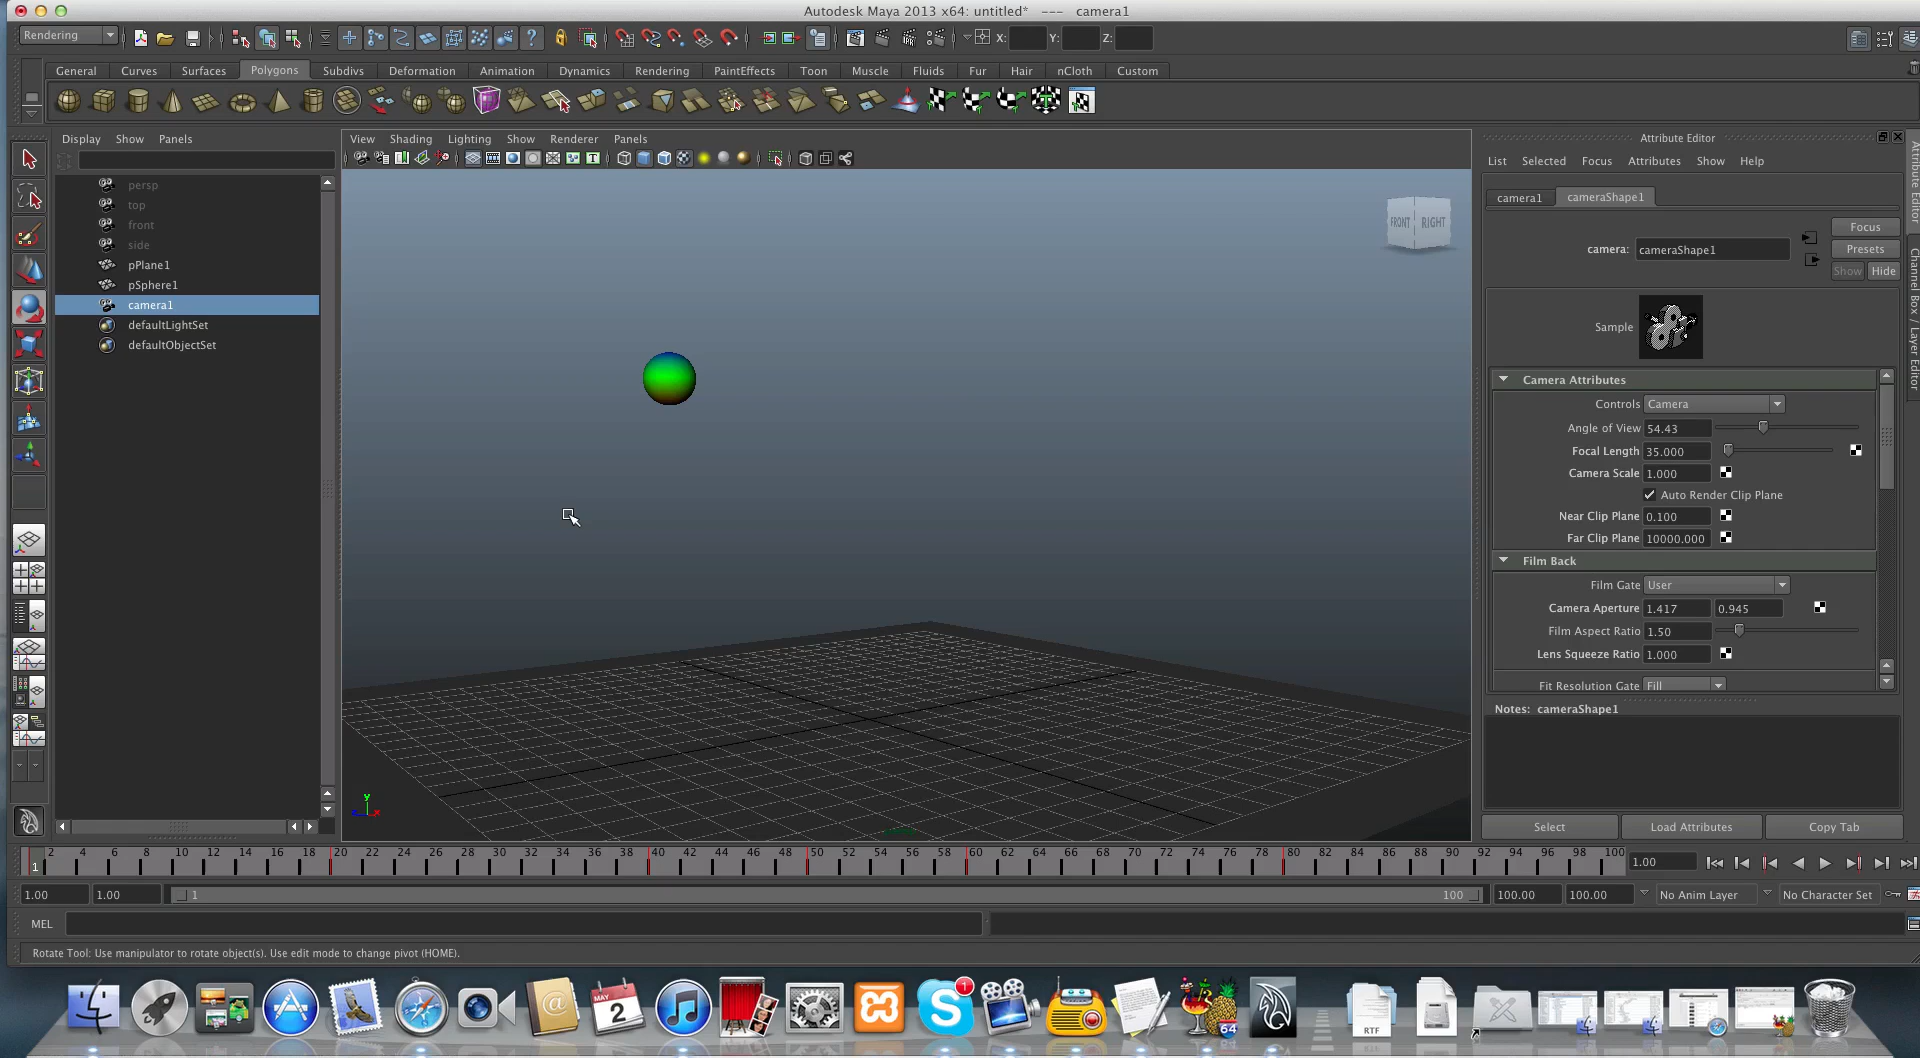 Autodesk Maya 2013 x64: untitled* --- camera1
Rendering
X: Y: Z:
General Curves Surfaces Polygons Subdivs Deformation Animation Dynamics Rendering PaintEffects Toon Muscle Fluids Fur Hair nCloth Custom
Display Show Panels
View Shading Lighting Show Renderer Panels
persp
top
front
side
pPlane1
pSphere1
camera1
defaultLightSet
defaultObjectSet
FRONT RIGHT
y
Attribute Editor
List Selected Focus Attributes Show Help
camera1 cameraShape1
Focus
camera: cameraShape1
Presets
Show Hide
Sample
Camera Attributes
Controls Camera
Angle of View 54.43
Focal Length 35.000
Camera Scale 1.000
Auto Render Clip Plane
Near Clip Plane 0.100
Far Clip Plane 10000.000
Film Back
Film Gate User
Camera Aperture 1.417 0.945
Film Aspect Ratio 1.50
Lens Squeeze Ratio 1.000
Fit Resolution Gate Fill
Notes: cameraShape1
Select Load Attributes Copy Tab
Attribute Editor
Channel Box / Layer Editor
1 2 4 6 8 10 12 14 16 18 20 22 24 26 28 30 32 34 36 38 40 42 44 46 48 50 52 54 56 58 60 62 64 66 68 70 72 74 76 78 80 82 84 86 88 90 92 94 96 98 100 1.00
1.00 1.00 1 100 100.00 100.00 No Anim Layer No Character Set
MEL
Rotate Tool: Use manipulator to rotate object(s). Use edit mode to change pivot (HOME).
MAY
2
1
64
RTF